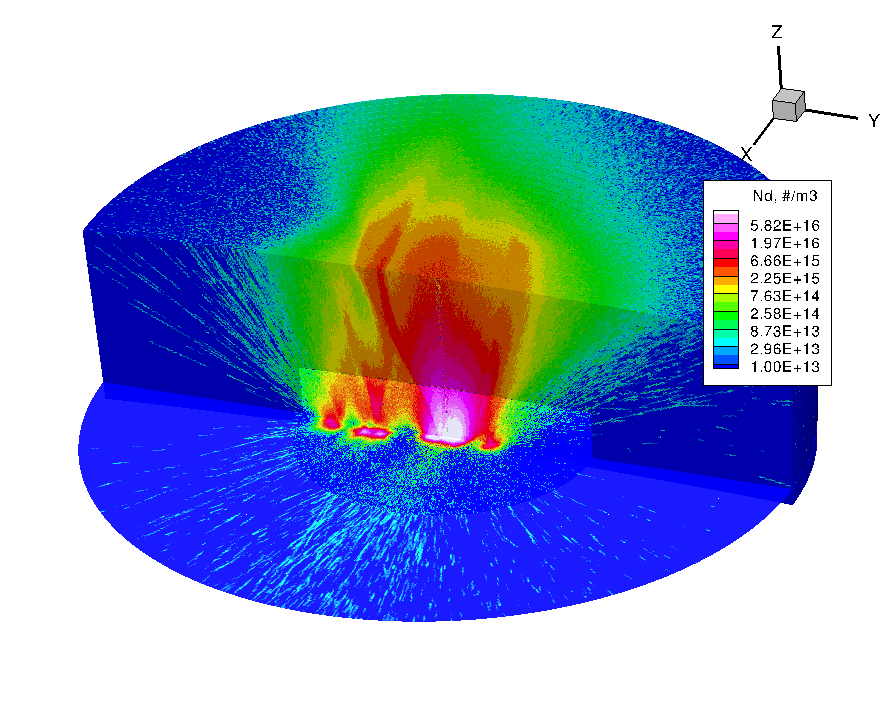 Z
Y
X
Nd, #/m3
5.82E+16
1.97E+16
6.66E+15
2.25E+15
7.63E+14
2.58E+14
8.73E+13
2.96E+13
1.00E+13